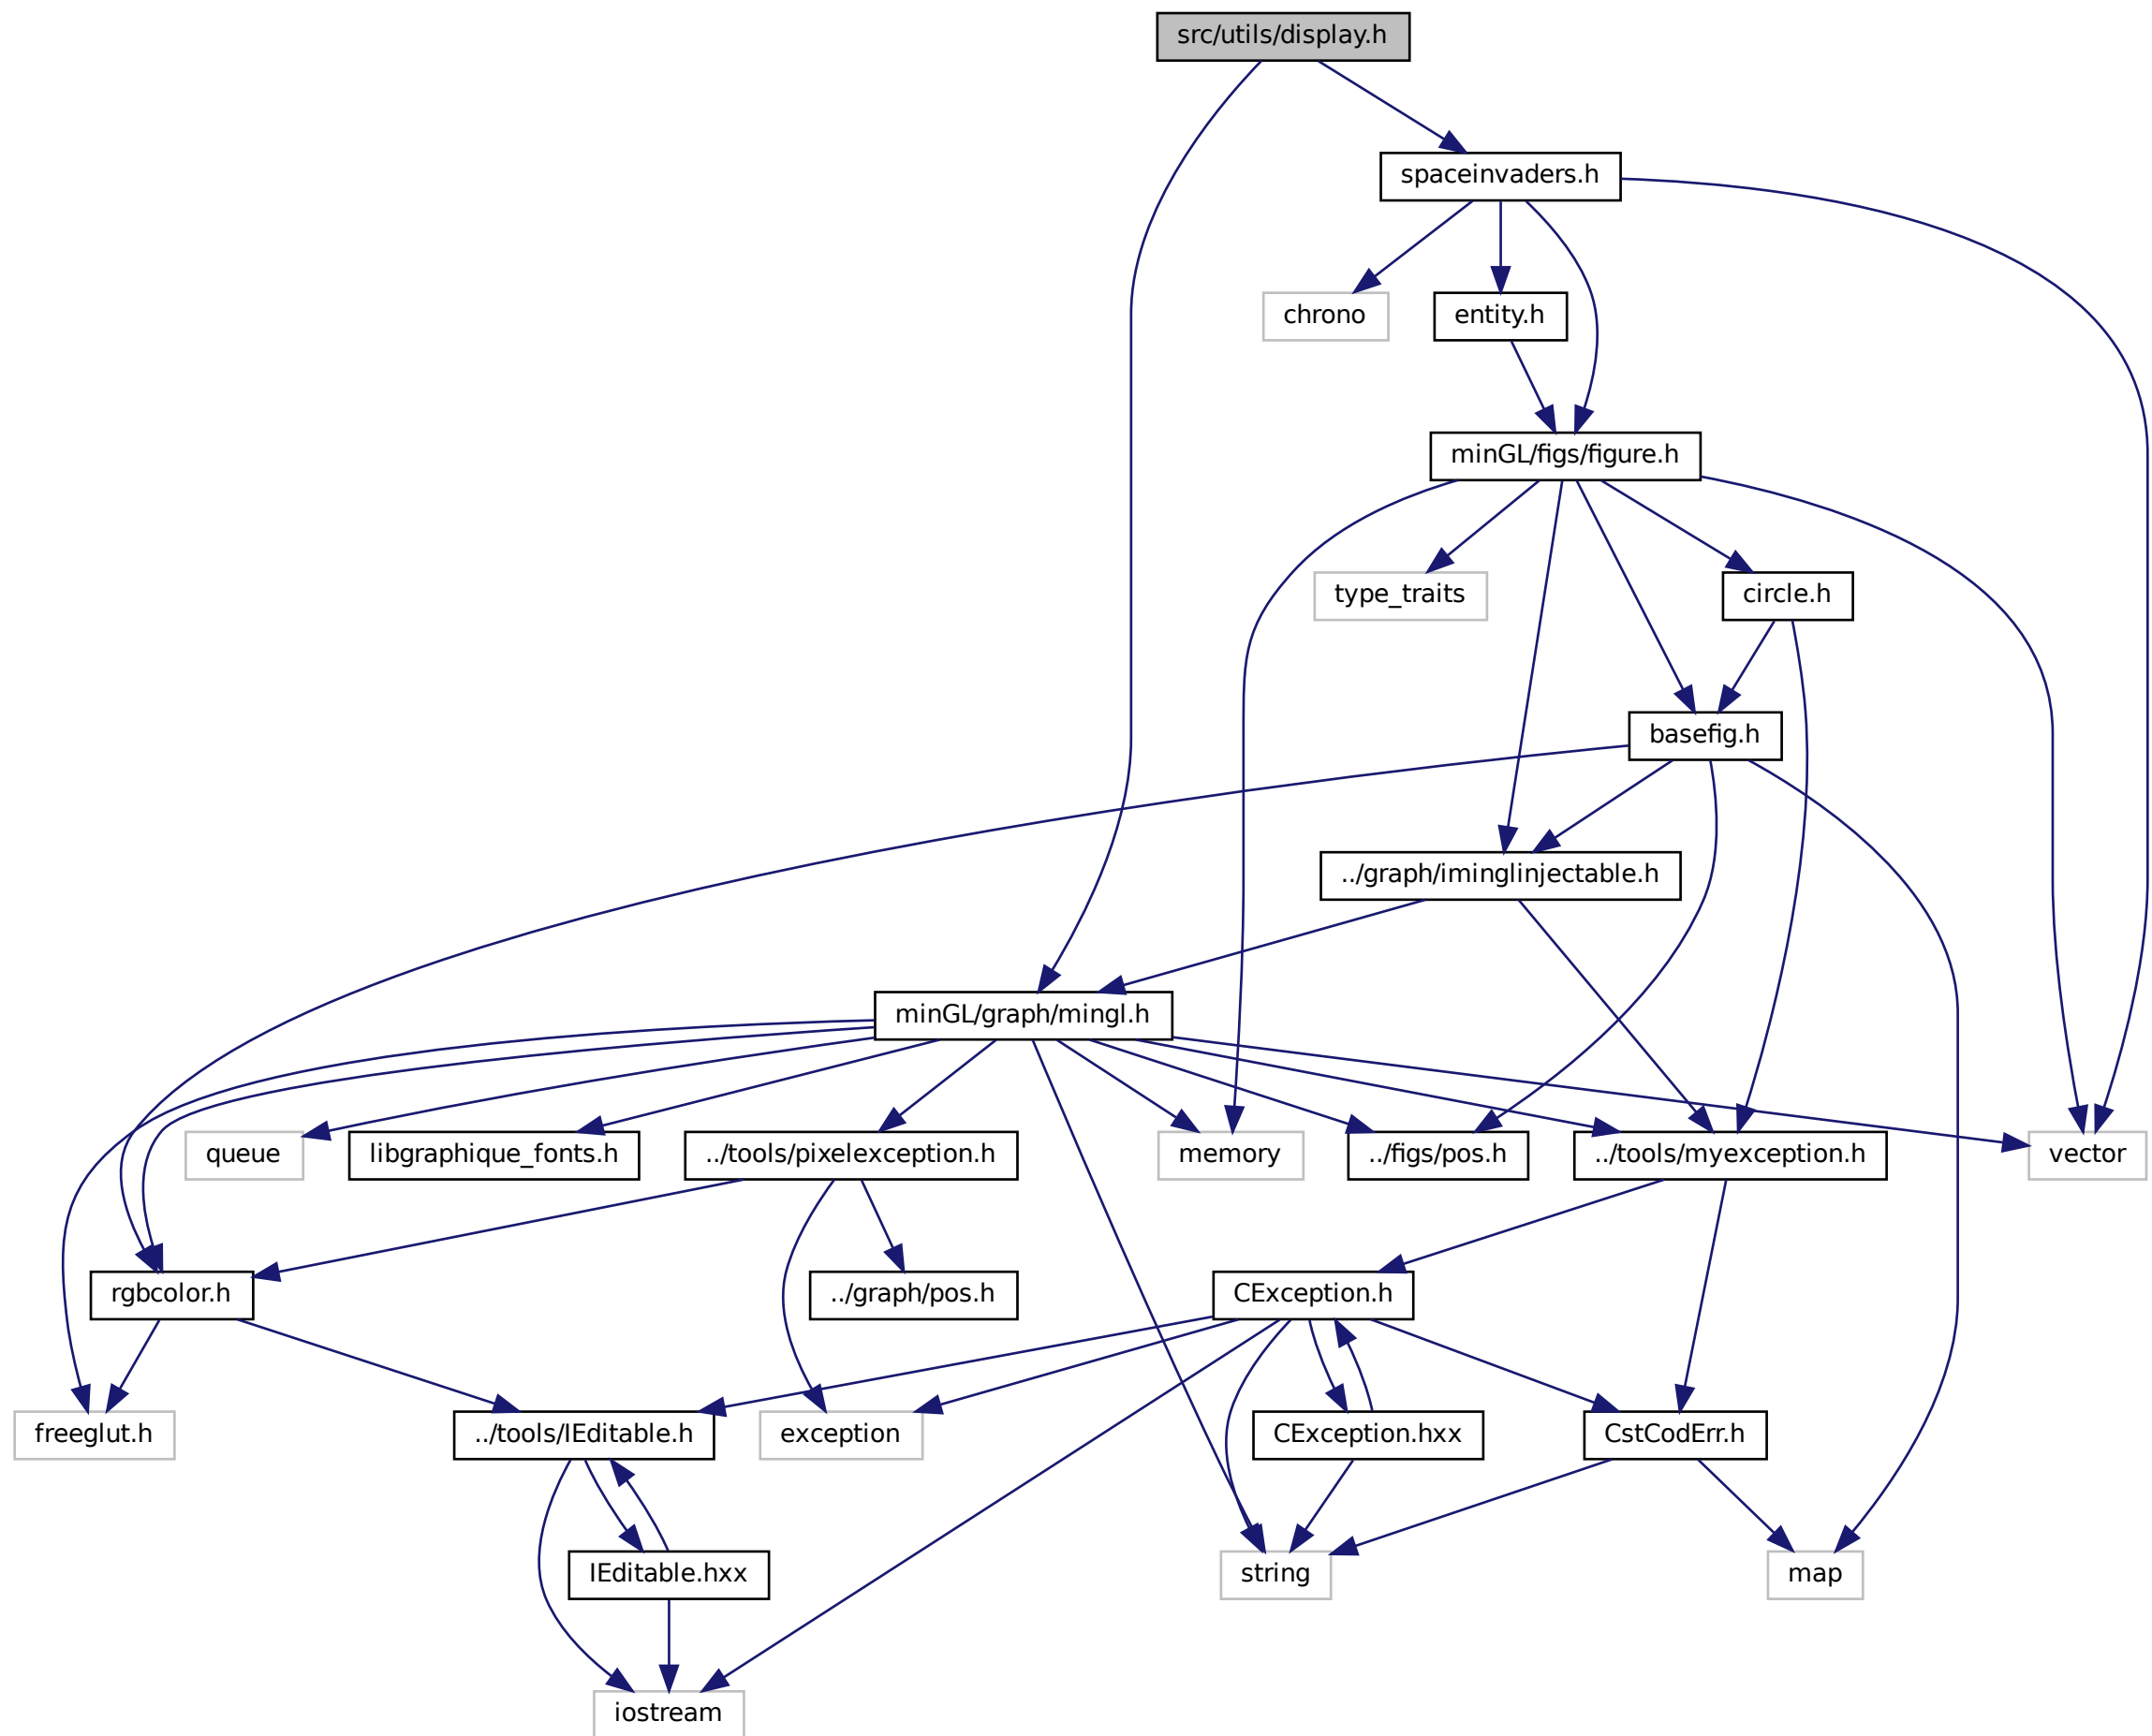 src/utils/display.h
spaceinvaders.h
chrono
entity.h
minGL/figs/figure.h
type_traits
circle.h
basefig.h
../graph/iminglinjectable.h
minGL/graph/mingl.h
queue
libgraphique_fonts.h
../tools/pixelexception.h
memory
../figs/pos.h
../tools/myexception.h
vector
rgbcolor.h
../graph/pos.h
CException.h
freeglut.h
../tools/IEditable.h
exception
CException.hxx
CstCodErr.h
IEditable.hxx
string
map
iostream